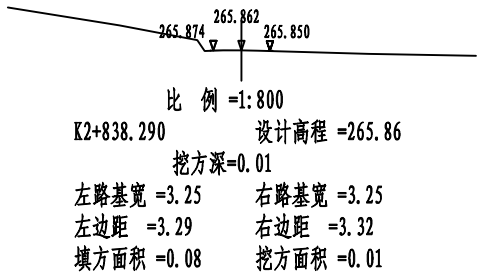 265.862
265.874 265.850
比 例 =1:800
K2+838.290 设计高程 =265.86
挖方深=0.01
左路基宽 =3.25 右路基宽 =3.25
左边距 =3.29 右边距 =3.32
填方面积 =0.08 挖方面积 =0.01